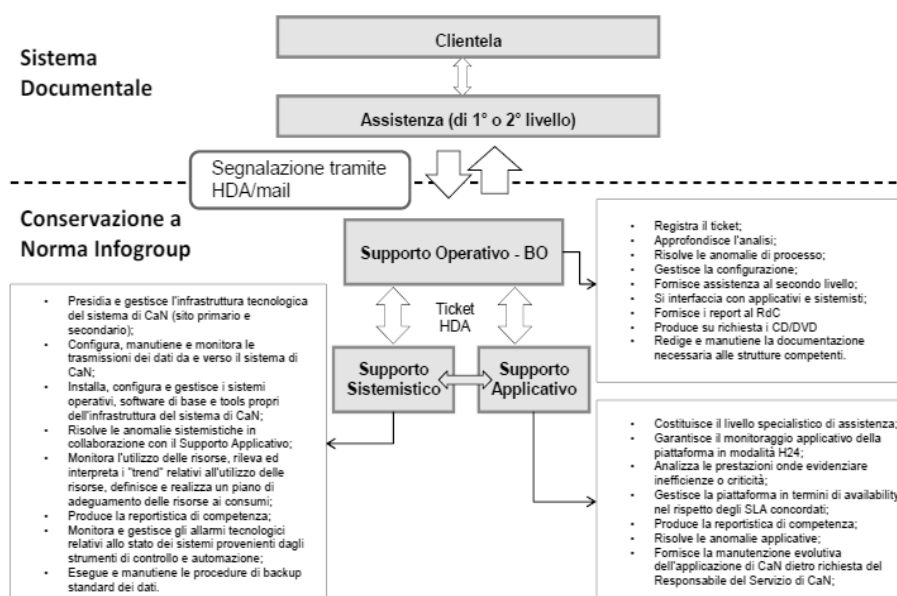 Sistema
Documentale
Clientela
Assistenza (di 1° o 2° livello)
Segnalazione tramite
HDA/mail
Conservazione a
Norma Infogroup
Supporto Operativo - BO
Ticket
HDA
Supporto
Sistemistico
Supporto
Applicativo
• Registra il ticket;
• Approfondisce l'analisi;
• Risolve le anomalie di processo;
• Gestisce la configurazione;
• Fornisce assistenza al secondo livello;
• Si interfaccia con applicativi e sistemisti;
• Fornisce i report al RdC
• Produce su richiesta i CD/DVD
• Redige e manutiene la documentazione
necessaria alle strutture competenti.
• Presidia e gestisce l'infrastruttura tecnologica
del sistema di CaN (sito primario e
secondario);
• Configura, manutiene e monitora le
trasmissioni dei dati da e verso il sistema di
CaN;
• Installa, configura e gestisce i sistemi
operativi, software di base e tools propri
dell'infrastruttura del sistema di CaN;
• Risolve le anomalie sistemistiche in
collaborazione con il Supporto Applicativo;
• Monitora l'utilizzo delle risorse, rileva ed
interpreta i "trend" relativi all'utilizzo delle
risorse, definisce e realizza un piano di
adeguamento delle risorse ai consumi;
• Produce la reportistica di competenza;
• Monitora e gestisce gli allarmi tecnologici
relativi allo stato dei sistemi provenienti dagli
strumenti di controllo e automazione;
• Esegue e manutiene le procedure di backup
standard dei dati.
• Costituisce il livello specialistico di assistenza;
• Garantisce il monitoraggio applicativo della
piattaforma in modalità H24;
• Analizza le prestazioni onde evidenziare
inefficienze o criticità;
• Gestisce la piattaforma in termini di availability
nel rispetto degli SLA concordati;
• Produce la reportistica di competenza;
• Risolve le anomalie applicative;
• Fornisce la manutenzione evolutiva
dell'applicazione di CaN dietro richiesta del
Responsabile del Servizio di CaN;